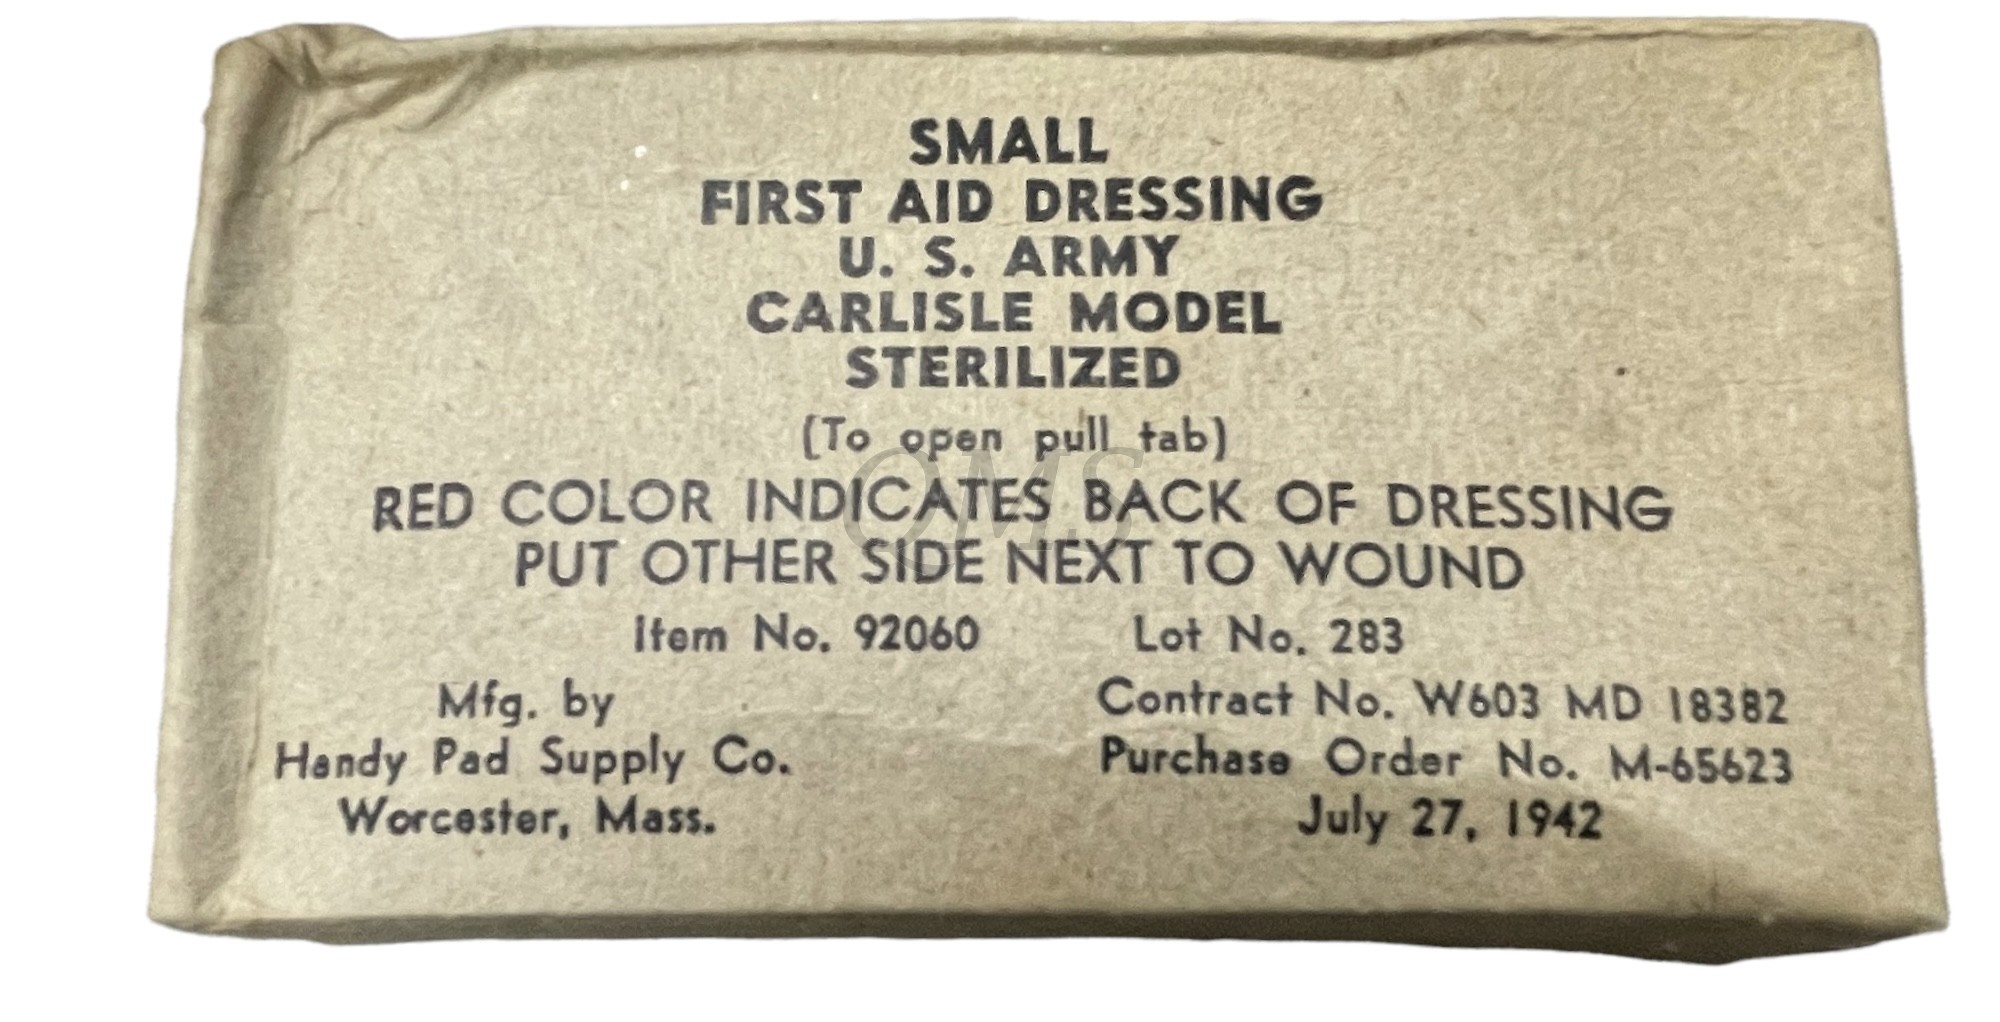 SMALL
FIRST AID DRESSING
U. S. ARMY
CARLISLE MODEL
STERILIZED
(To open pull tab)
RED COLOR INDICATES BACK OF DRESSING
PUT OTHER SIDE NEXT TO WOUND
Item No. 92060 Lot No. 283
Mfg. by
Handy Pad Supply Co.
Worcester, Mass.
Contract No. W603 MD 18382
Purchase Order No. M-65623
July 27, 1942
QMS